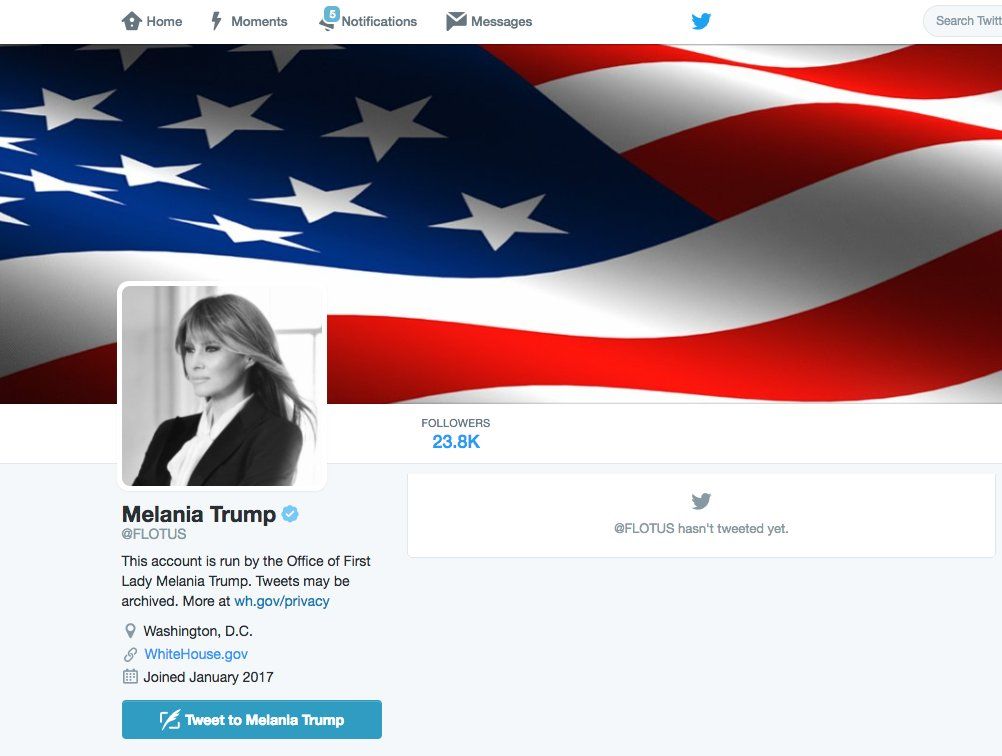 Home Moments 5 Notifications Messages Search Twitt
FOLLOWERS
23.8K
Melania Trump
@FLOTUS
This account is run by the Office of First
Lady Melania Trump. Tweets may be
archived. More at wh.gov/privacy
Washington, D.C.
WhiteHouse.gov
Joined January 2017
Tweet to Melania Trump
@FLOTUS hasn't tweeted yet.